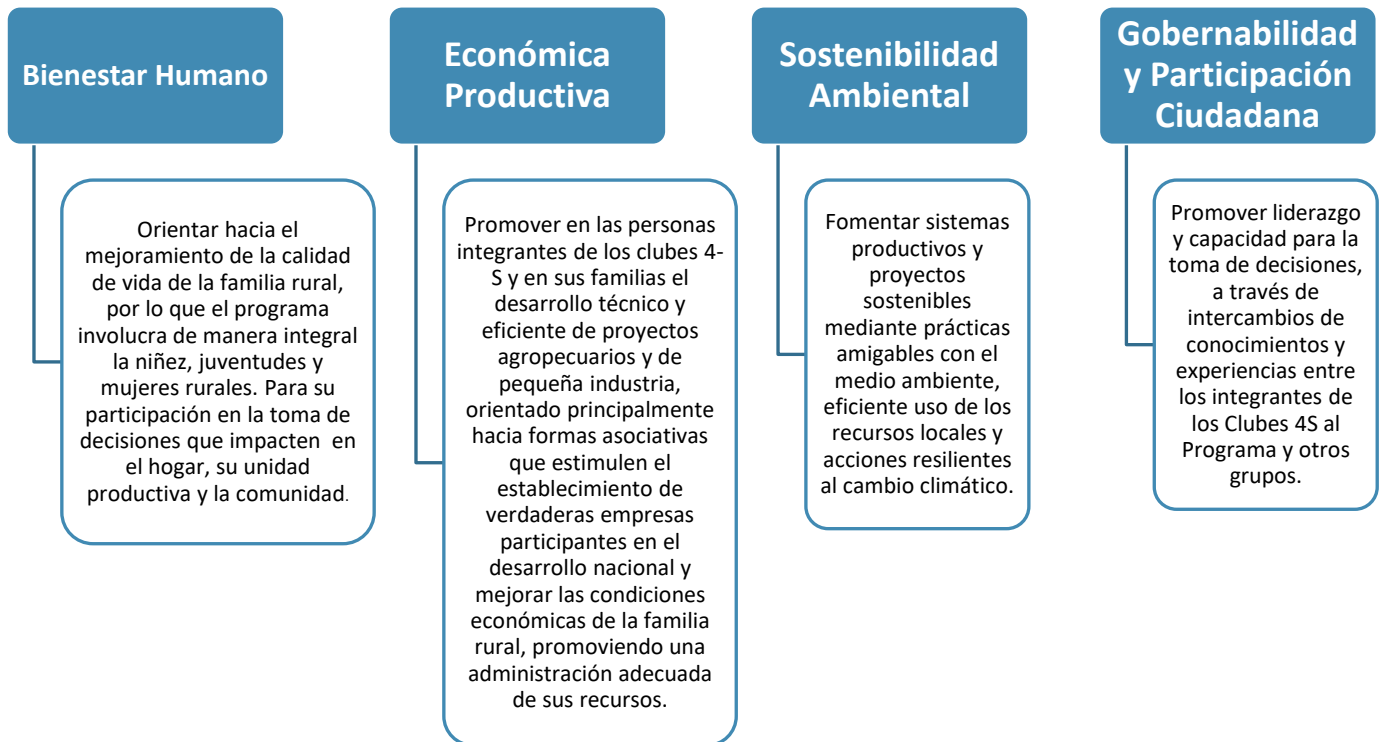 Bienestar Humano
Orientar hacia el
mejoramiento de la calidad
de vida de la familia rural,
por lo que el programa
involucra de manera integral
la niñez, juventudes y
mujeres rurales. Para su
participación en la toma de
decisiones que impacten  en
el hogar, su unidad
productiva y la comunidad.
Económica
Productiva
Promover en las personas
integrantes de los clubes 4-
S y en sus familias el
desarrollo técnico y
eficiente de proyectos
agropecuarios y de
pequeña industria,
orientado principalmente
hacia formas asociativas
que estimulen el
establecimiento de
verdaderas empresas
participantes en el
desarrollo nacional y
mejorar las condiciones
económicas de la familia
rural, promoviendo una
administración adecuada
de sus recursos.
Sostenibilidad
Ambiental
Fomentar sistemas
productivos y
proyectos
sostenibles
mediante prácticas
amigables con el
medio ambiente,
eficiente uso de los
recursos locales y
acciones resilientes
al cambio climático.
Gobernabilidad
y Participación
Ciudadana
Promover liderazgo
y capacidad para la
toma de decisiones,
a través de
intercambios de
conocimientos y
experiencias entre
los integrantes de
los Clubes 4S al
Programa y otros
grupos.